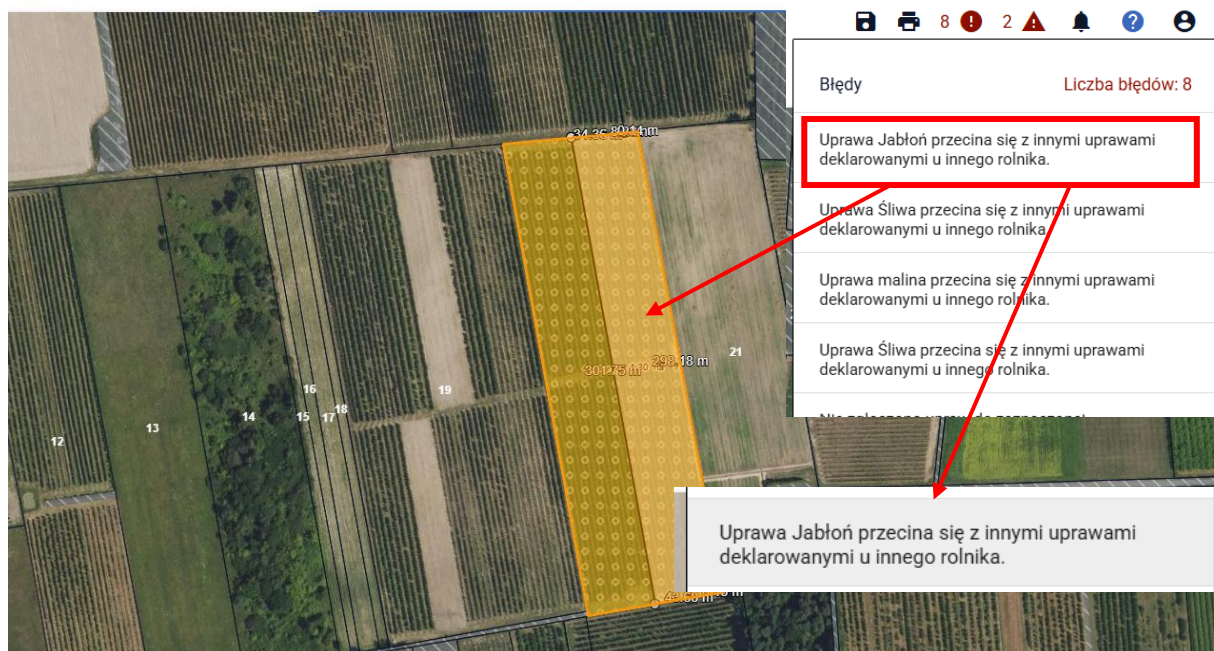 8 2
Błędy Liczba błędów: 8
Uprawa Jabłoń przecina się z innymi uprawami
deklarowanymi u innego rolnika.
Uprawa Śliwa przecina się z innymi uprawami
deklarowanymi u innego rolnika.
Uprawa malina przecina się z innymi uprawami
deklarowanymi u innego rolnika.
Uprawa Śliwa przecina się z innymi uprawami
deklarowanymi u innego rolnika.
298.18 m
21
16
19
18
14
15
17
13
12
Uprawa Jabłoń przecina się z innymi uprawami
deklarowanymi u innego rolnika.